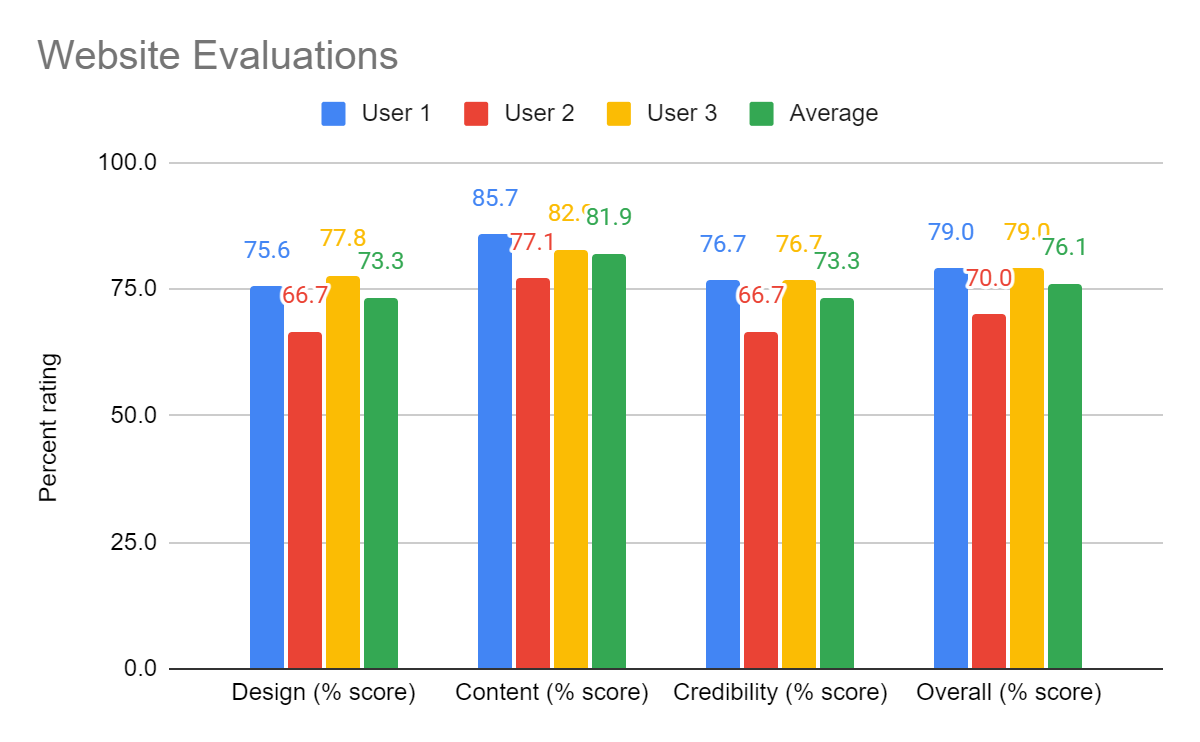 Website Evaluations
User 1 User 2 User 3 Average
100.0
75.0
50.0
25.0
0.0
Percent rating
75.6 66.7 77.8 73.3
85.7 77.1 82.9 81.9
76.7 66.7 76.7 73.3
79.0 70.0 79.0 76.1
Design (% score) Content (% score) Credibility (% score) Overall (% score)